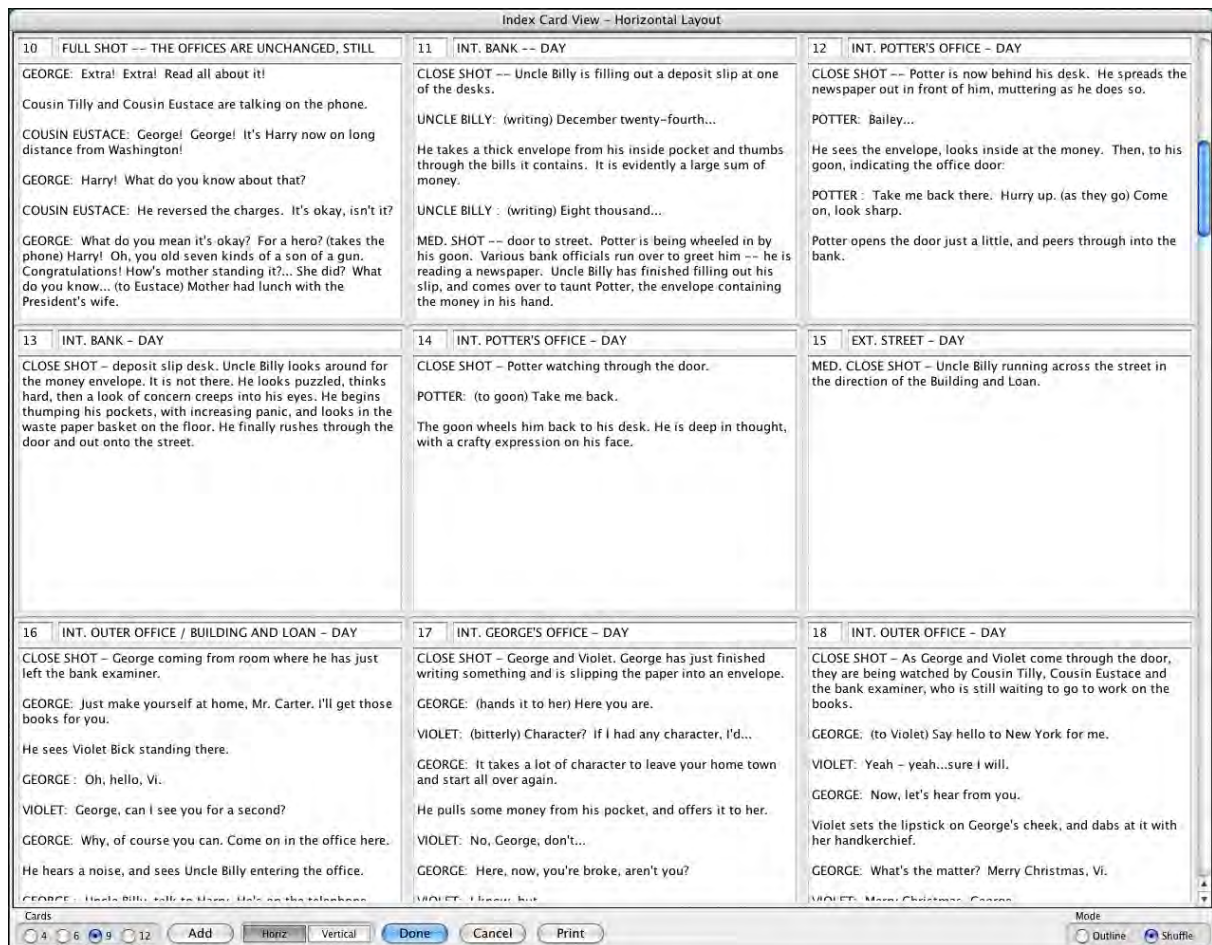 Index Card View – Horizontal Layout
10 FULL SHOT -- THE OFFICES ARE UNCHANGED, STILL
GEORGE: Extra! Extra! Read all about it!
Cousin Tilly and Cousin Eustace are talking on the phone.
COUSIN EUSTACE: George! George! It's Harry now on long
distance from Washington!
GEORGE: Harry! What do you know about that?
COUSIN EUSTACE: He reversed the charges. It's okay, isn't it?
GEORGE: What do you mean it's okay? For a hero? (takes the
phone) Harry! Oh, you old seven kinds of a son of a gun.
Congratulations! How's mother standing it?... She did? What
do you know... (to Eustace) Mother had lunch with the
President's wife.
11 INT. BANK -- DAY
CLOSE SHOT -- Uncle Billy is filling out a deposit slip at one
of the desks.
UNCLE BILLY: (writing) December twenty-fourth...
He takes a thick envelope from his inside pocket and thumbs
through the bills it contains. It is evidently a large sum of
money.
UNCLE BILLY : (writing) Eight thousand...
MED. SHOT -- door to street. Potter is being wheeled in by
his goon. Various bank officials run over to greet him -- he is
reading a newspaper. Uncle Billy has finished filling out his
slip, and comes over to taunt Potter, the envelope containing
the money in his hand.
12 INT. POTTER'S OFFICE – DAY
CLOSE SHOT -- Potter is now behind his desk. He spreads the
newspaper out in front of him, muttering as he does so.
POTTER: Bailey...
He sees the envelope, looks inside at the money. Then, to his
goon, indicating the office door:
POTTER : Take me back there. Hurry up. (as they go) Come
on, look sharp.
Potter opens the door just a little, and peers through into the
bank.
13 INT. BANK – DAY
CLOSE SHOT – deposit slip desk. Uncle Billy looks around for
the money envelope. It is not there. He looks puzzled, thinks
hard, then a look of concern creeps into his eyes. He begins
thumping his pockets, with increasing panic, and looks in the
waste paper basket on the floor. He finally rushes through the
door and out onto the street.
14 INT. POTTER'S OFFICE – DAY
CLOSE SHOT – Potter watching through the door.
POTTER: (to goon) Take me back.
The goon wheels him back to his desk. He is deep in thought,
with a crafty expression on his face.
15 EXT. STREET – DAY
MED. CLOSE SHOT – Uncle Billy running across the street in
the direction of the Building and Loan.
16 INT. OUTER OFFICE / BUILDING AND LOAN – DAY
CLOSE SHOT – George coming from room where he has just
left the bank examiner.
GEORGE: Just make yourself at home, Mr. Carter. I'll get those
books for you.
He sees Violet Bick standing there.
GEORGE : Oh, hello, Vi.
VIOLET: George, can I see you for a second?
GEORGE: Why, of course you can. Come on in the office here.
He hears a noise, and sees Uncle Billy entering the office.
GEORGE: Uncle Billy, talk to Harry. He's on the telephone
17 INT. GEORGE'S OFFICE – DAY
CLOSE SHOT – George and Violet. George has just finished
writing something and is slipping the paper into an envelope.
GEORGE: (hands it to her) Here you are.
VIOLET: (bitterly) Character? If I had any character, I'd...
GEORGE: It takes a lot of character to leave your home town
and start all over again.
He pulls some money from his pocket, and offers it to her.
VIOLET: No, George, don't...
GEORGE: Here, now, you're broke, aren't you?
VIOLET: I know, but
18 INT. OUTER OFFICE – DAY
CLOSE SHOT – As George and Violet come through the door,
they are being watched by Cousin Tilly, Cousin Eustace and
the bank examiner, who is still waiting to go to work on the
books.
GEORGE: (to Violet) Say hello to New York for me.
VIOLET: Yeah – yeah...sure I will.
GEORGE: Now, let's hear from you.
Violet sets the lipstick on George's cheek, and dabs at it with
her handkerchief.
GEORGE: What's the matter? Merry Christmas, Vi.
VIOLET: Merry Christmas, George.
Cards
4 6 9 12 Add Horiz Vertical Done Cancel Print
Mode
Outline Shuffle